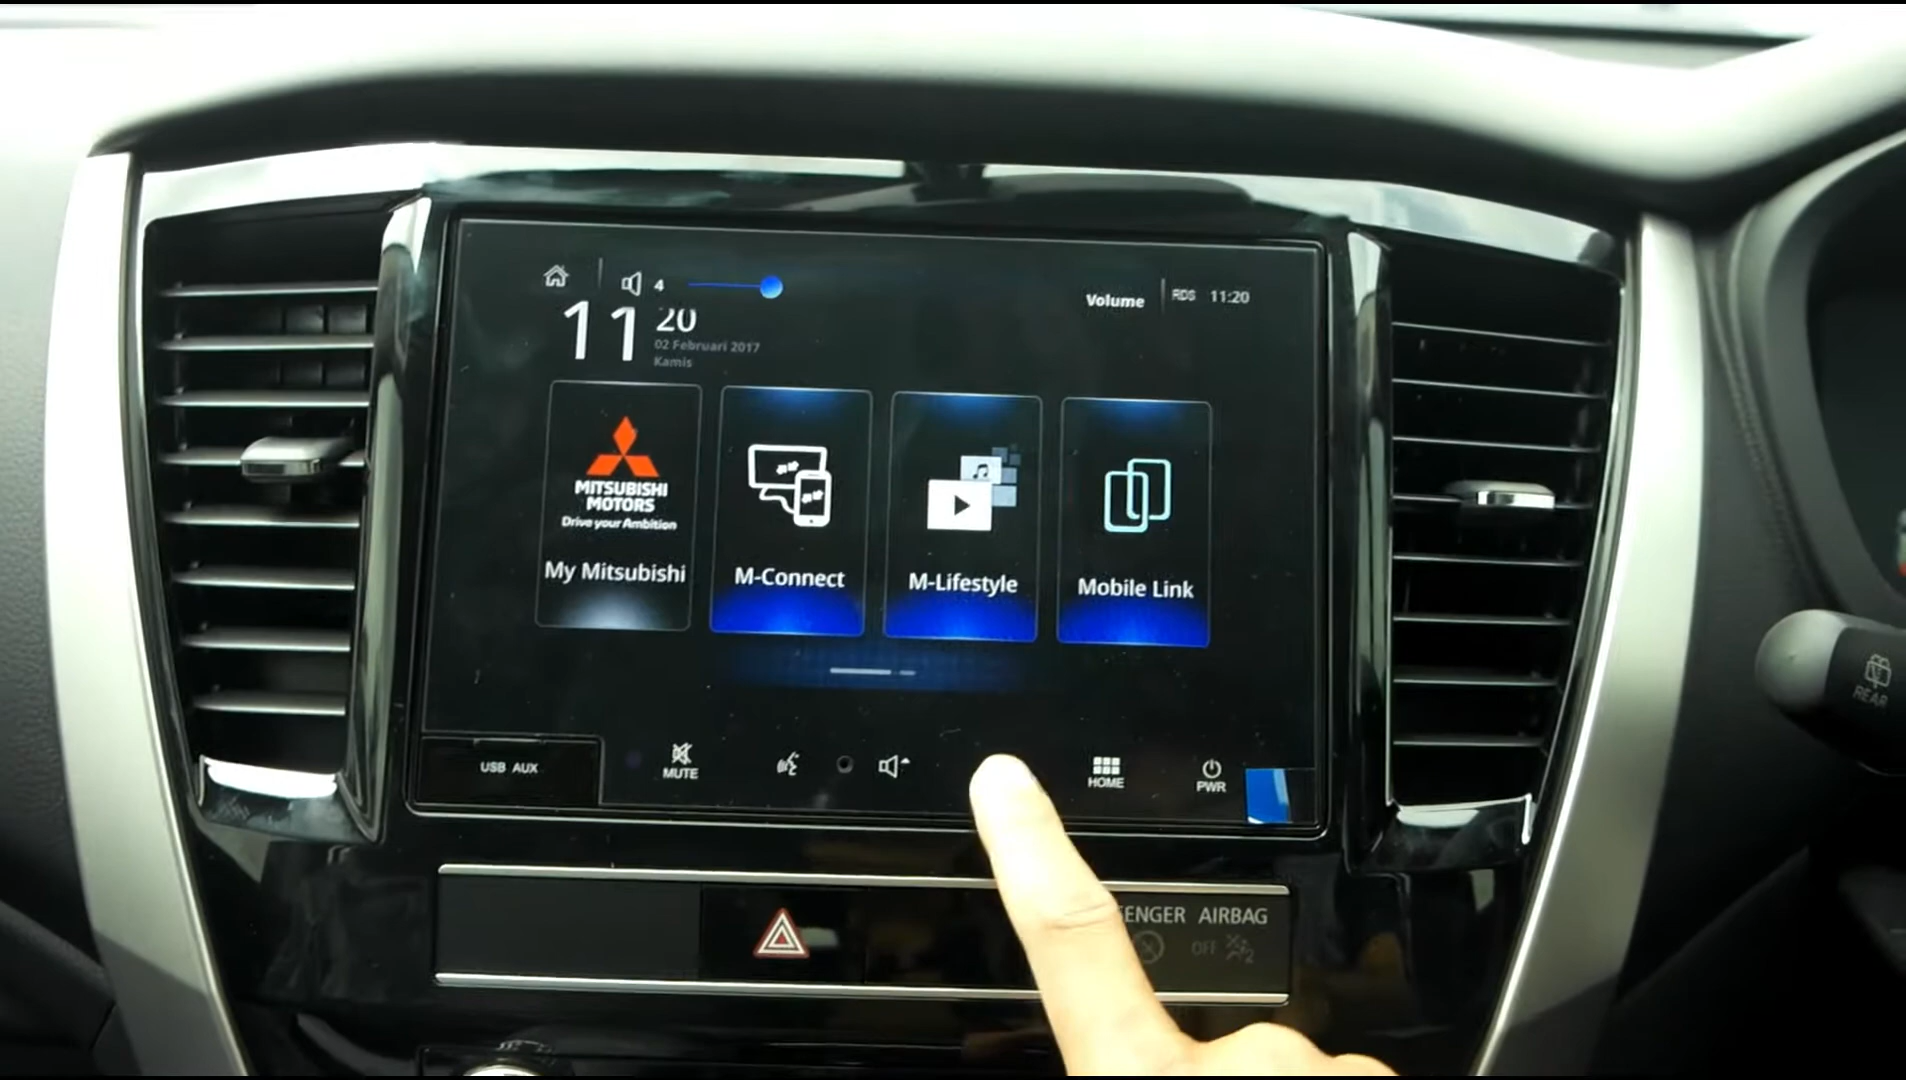 4
Volume
RDS 11:20
11 20
02 Februari 2017
Kamis
MITSUBISHI
MOTORS
Drive your Ambition
My Mitsubishi
M-Connect
M-Lifestyle
Mobile Link
USB AUX
MUTE
HOME
PWR
AIRBAG
OFF
REAR